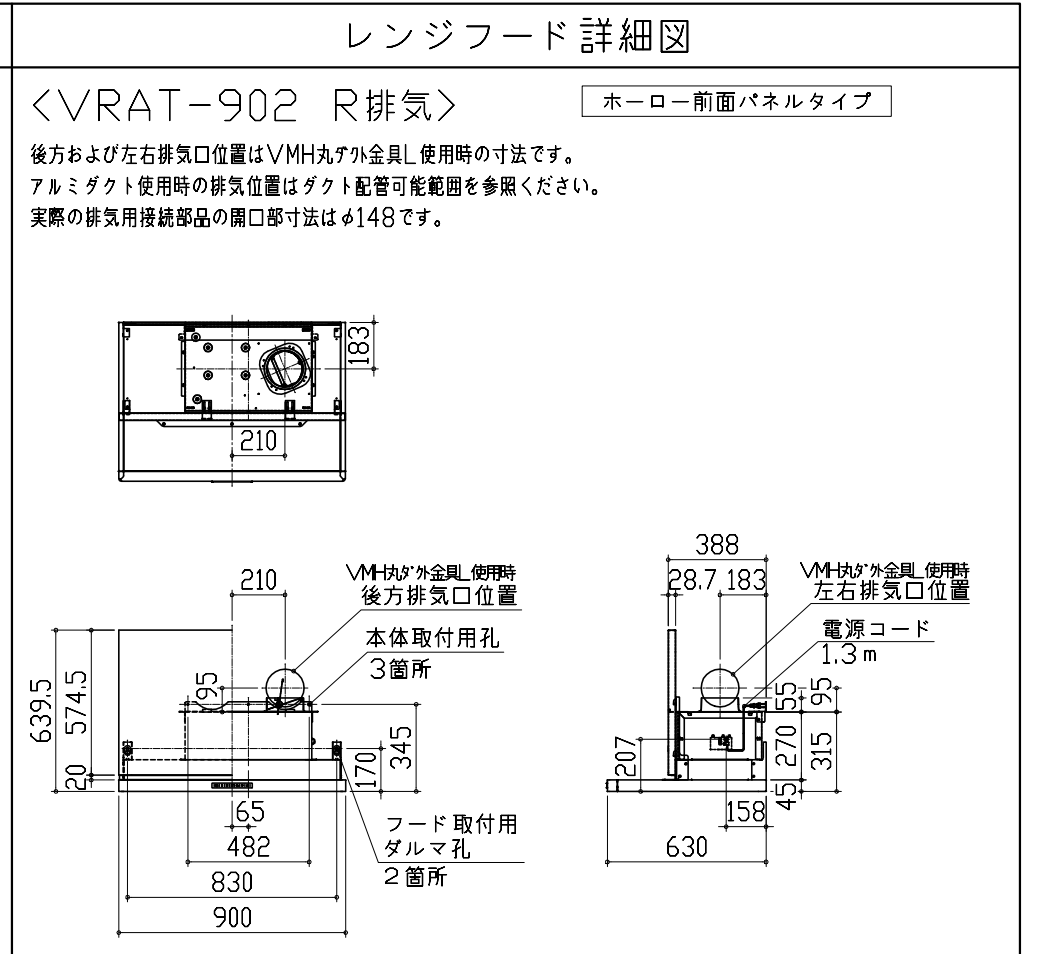 レンジフード詳細図
<VRAT-902 R排気>
ホーロー前面パネルタイプ
後方および左右排気口位置はVMH丸ダクト金具L使用時の寸法です。
アルミダクト使用時の排気位置はダクト配管可能範囲を参照ください。
実際の排気用接続部品の開口部寸法はφ148です。
183
210
210
VMH丸ダクト金具L使用時
後方排気口位置
本体取付用孔
3箇所
95
639.5
574.5
20
170
345
65
482
830
900
フード取付用
ダルマ孔
2箇所
388
28.7
183
VMH丸ダクト金具L使用時
左右排気口位置
電源コード
1.3m
55
95
207
270
315
45
158
630